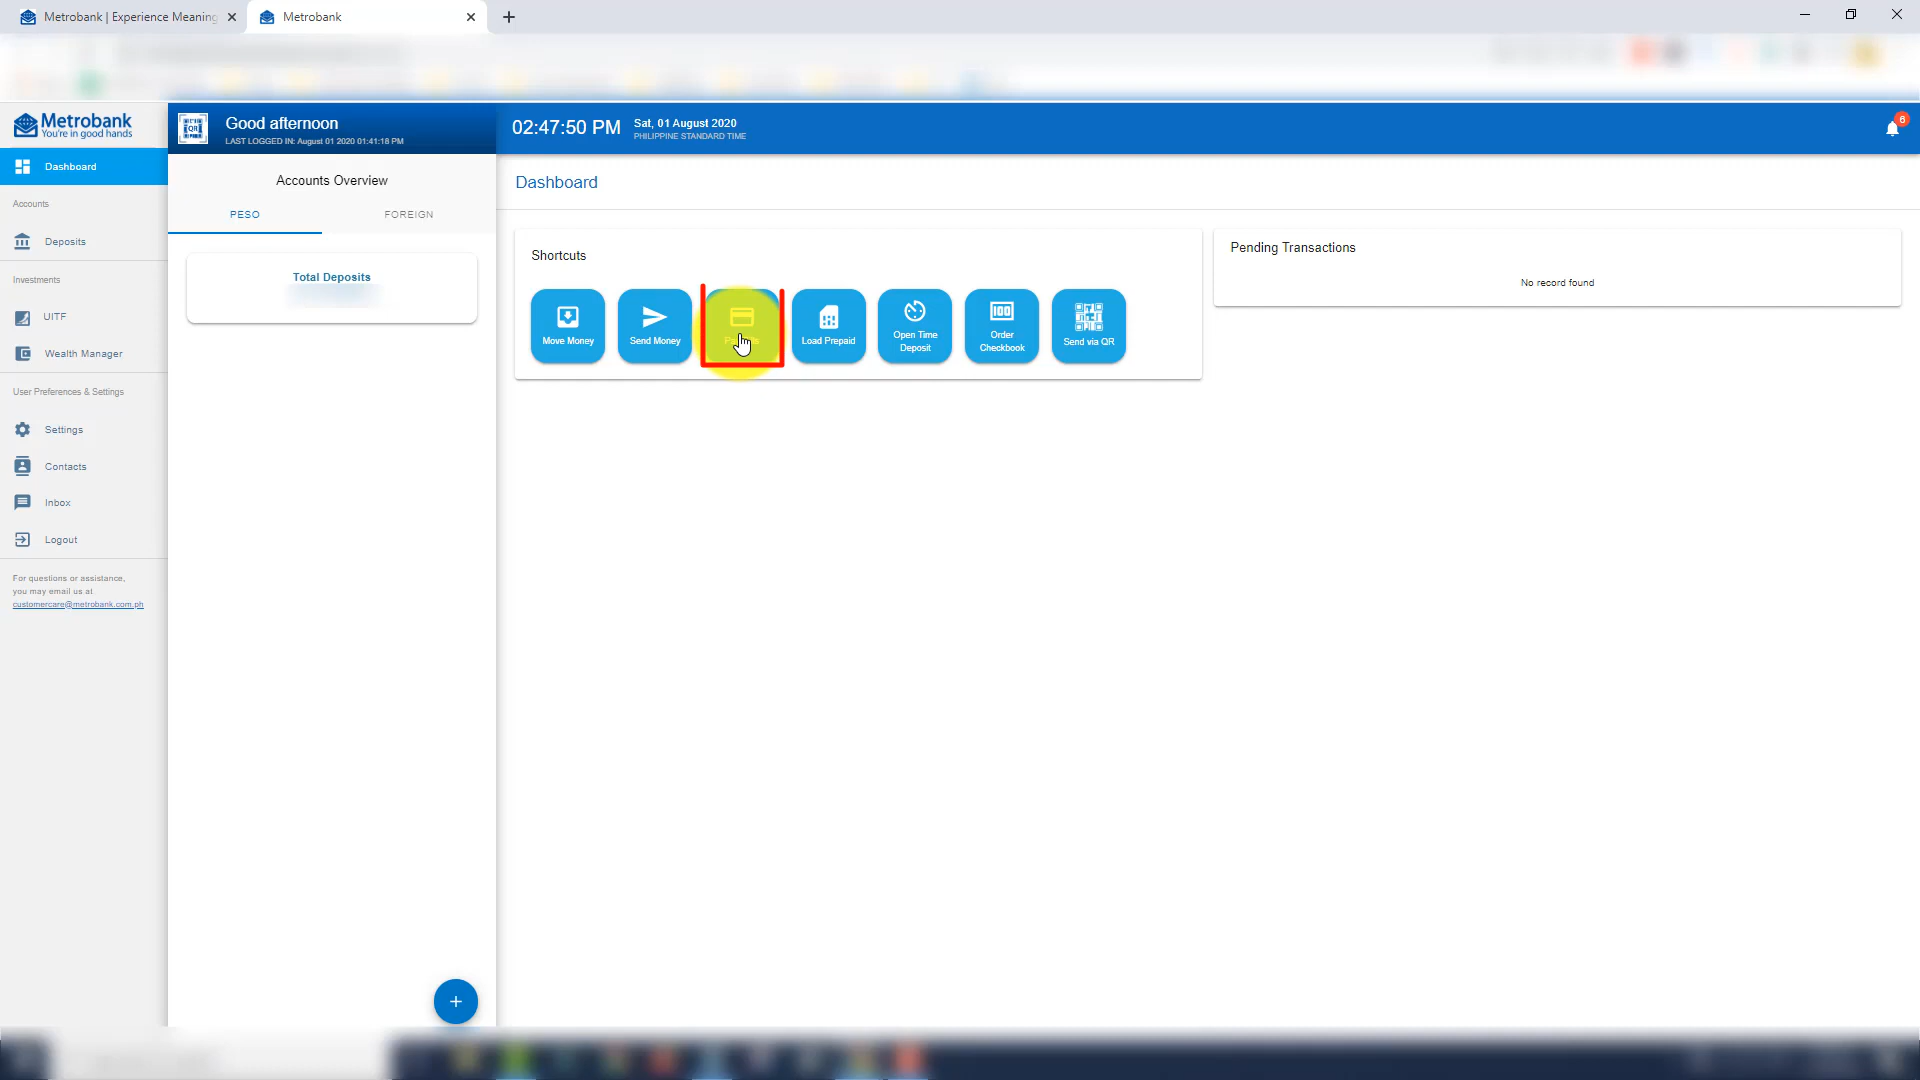 Metrobank | Experience Meaning
Metrobank
Metrobank
You're in good hands
Good afternoon
LAST LOGGED IN: August 01 2020 01:41:18 PM
02:47:50 PM
Sat, 01 August 2020
PHILIPPINE STANDARD TIME
6
Dashboard
Accounts
Deposits
Investments
UITF
Wealth Manager
User Preferences & Settings
Settings
Contacts
Inbox
Logout
For questions or assistance,
you may email us at
customercare@metrobank.com.ph
Accounts Overview
PESO
FOREIGN
Total Deposits
Dashboard
Shortcuts
Move Money
Send Money
Load Prepaid
Open Time
Deposit
Order
Checkbook
Send via QR
Pending Transactions
No record found